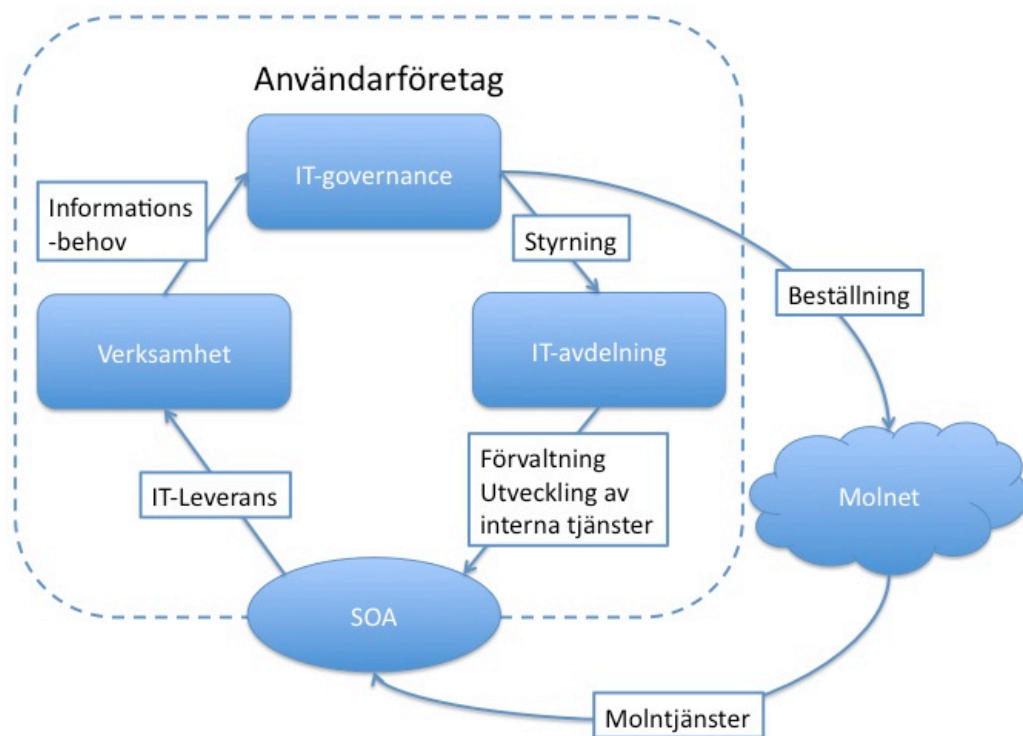 Användarföretag
IT-governance
Informations
-behov
Styrning
Beställning
Verksamhet
IT-avdelning
Förvaltning
Utveckling av
interna tjänster
IT-Leverans
Molnet
SOA
Molntjänster